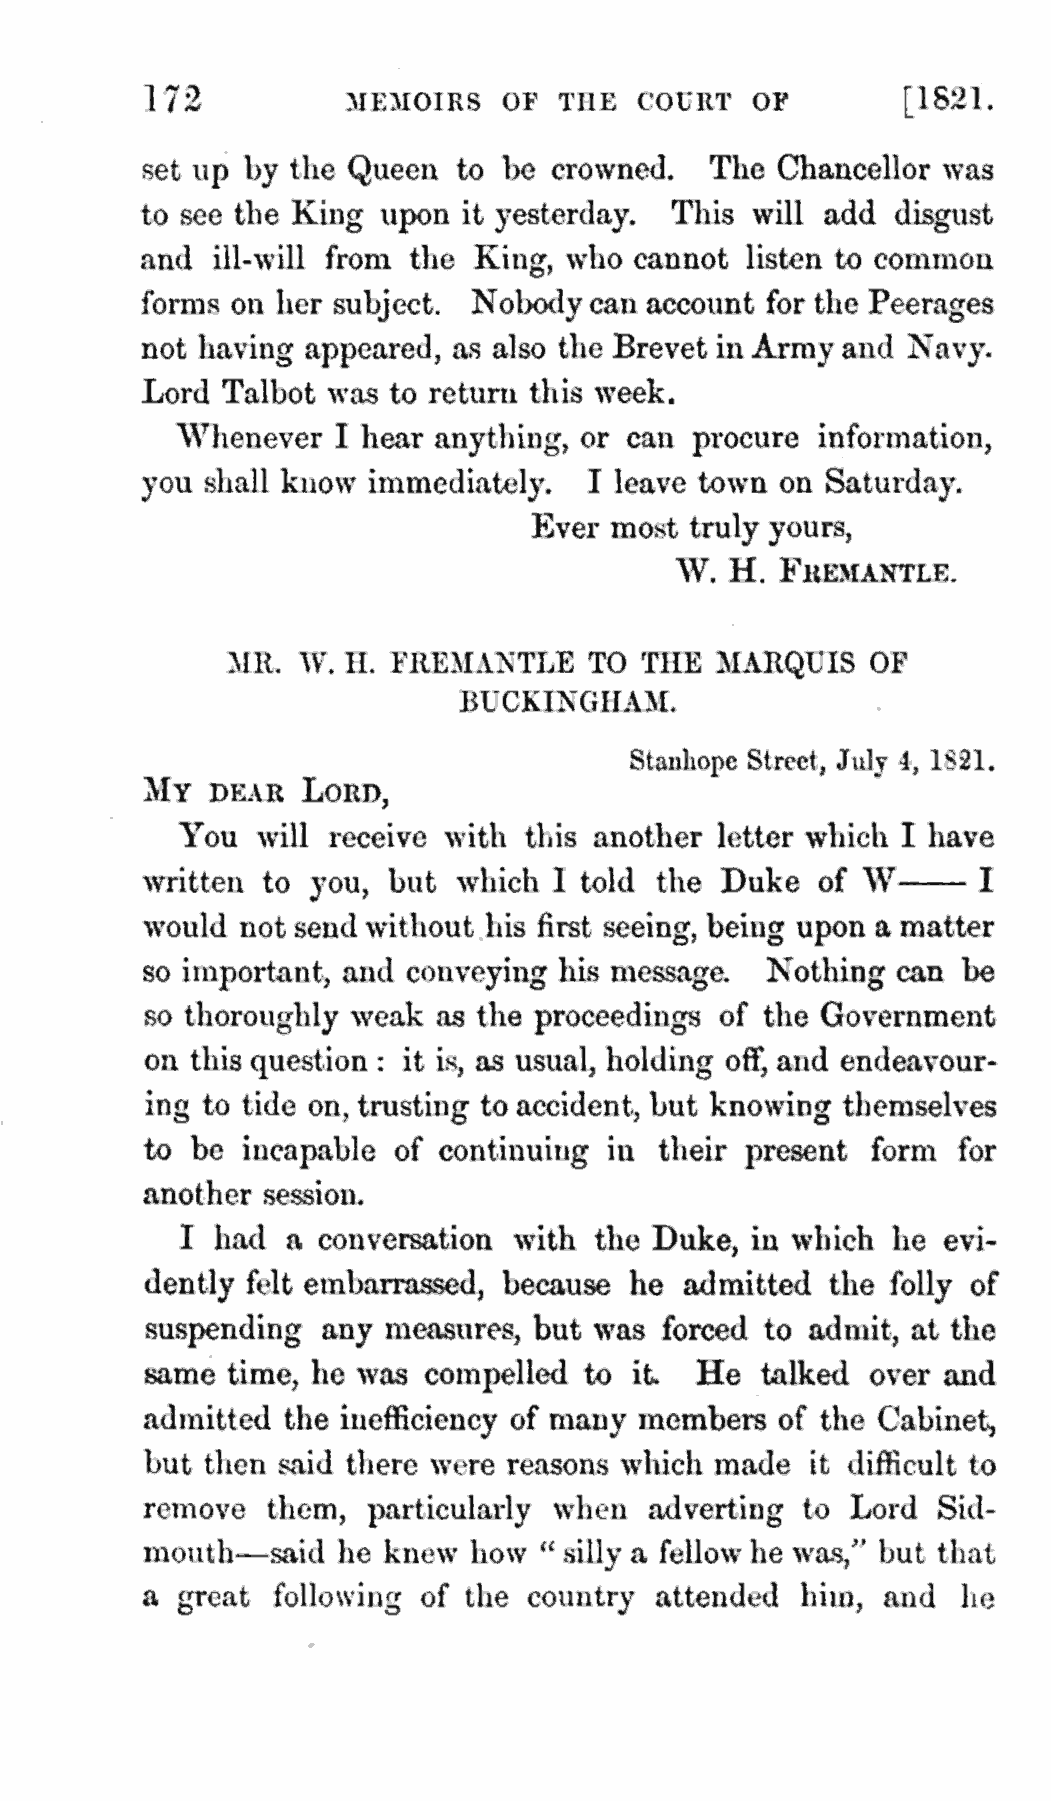 172 MEMOIRS OF THE COURT OF [1821.
set up by the Queen to be crowned. The Chancellor was
to see the King upon it yesterday. This will add disgust
and ill-will from the King, who cannot listen to common
forms on her subject. Nobody can account for the Peerages
not having appeared, as also the Brevet in Army and Navy.
Lord Talbot was to return this week.
Whenever I hear anything, or can procure information,
you shall know immediately. I leave town on Saturday.
Ever most truly yours,
W. H. FREMANTLE.
MR. W. H. FREMANTLE TO THE MARQUIS OF
BUCKINGHAM.
Stanhope Street, July 4, 1821.
MY DEAR LORD,
You will receive with this another letter which I have
written to you, but which I told the Duke of W—— I
would not send without his first seeing, being upon a matter
so important, and conveying his message. Nothing can be
so thoroughly weak as the proceedings of the Government
on this question : it is, as usual, holding off, and endeavour-
ing to tide on, trusting to accident, but knowing themselves
to be incapable of continuing in their present form for
another session.
I had a conversation with the Duke, in which he evi-
dently felt embarrassed, because he admitted the folly of
suspending any measures, but was forced to admit, at the
same time, he was compelled to it. He talked over and
admitted the inefficiency of many members of the Cabinet,
but then said there were reasons which made it difficult to
remove them, particularly when adverting to Lord Sid-
mouth—said he knew how “ silly a fellow he was,” but that
a great following of the country attended him, and he